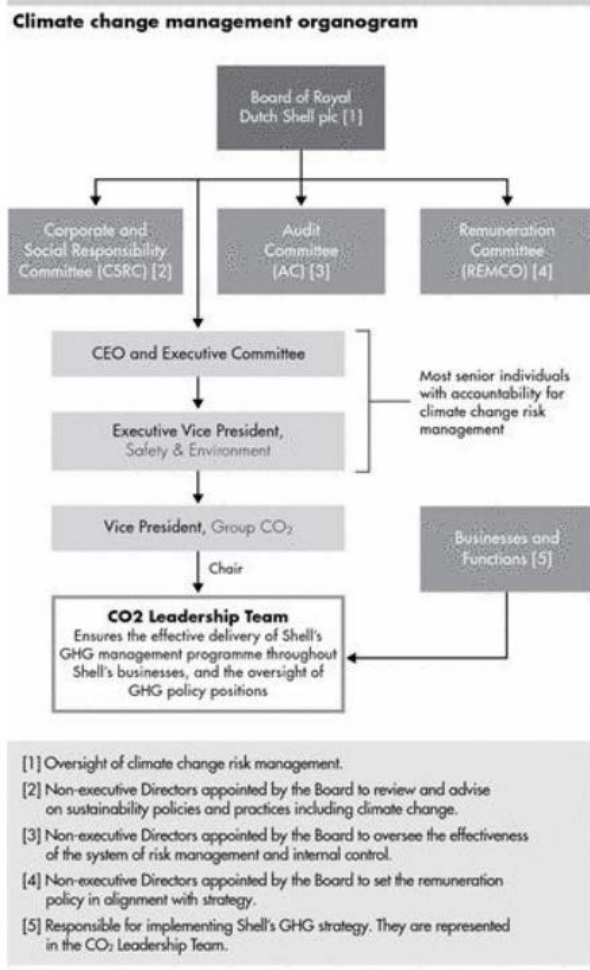 Climate change management organogram
Board of Royal
Dutch Shell plc [1]
Corporate and
Social Responsibility
Committee (CSRC) [2]
Audit
Committee
(AC) [3]
Remuneration
Committee
(REMCO) [4]
CEO and Executive Committee
Most senior individuals
with accountability for
climate change risk
management
Executive Vice President,
Safety & Environment
Vice President, Group CO₂
Businesses and
Functions [5]
Chair
CO2 Leadership Team
Ensures the effective delivery of Shell's
GHG management programme throughout
Shell's businesses, and the oversight of
GHG policy positions
[1] Oversight of climate change risk management.
[2] Non-executive Directors appointed by the Board to review and advise
on sustainability policies and practices including climate change.
[3] Non-executive Directors appointed by the Board to oversee the effectiveness
of the system of risk management and internal control.
[4] Non-executive Directors appointed by the Board to set the remuneration
policy in alignment with strategy.
[5] Responsible for implementing Shell's GHG strategy. They are represented
in the CO₂ Leadership Team.